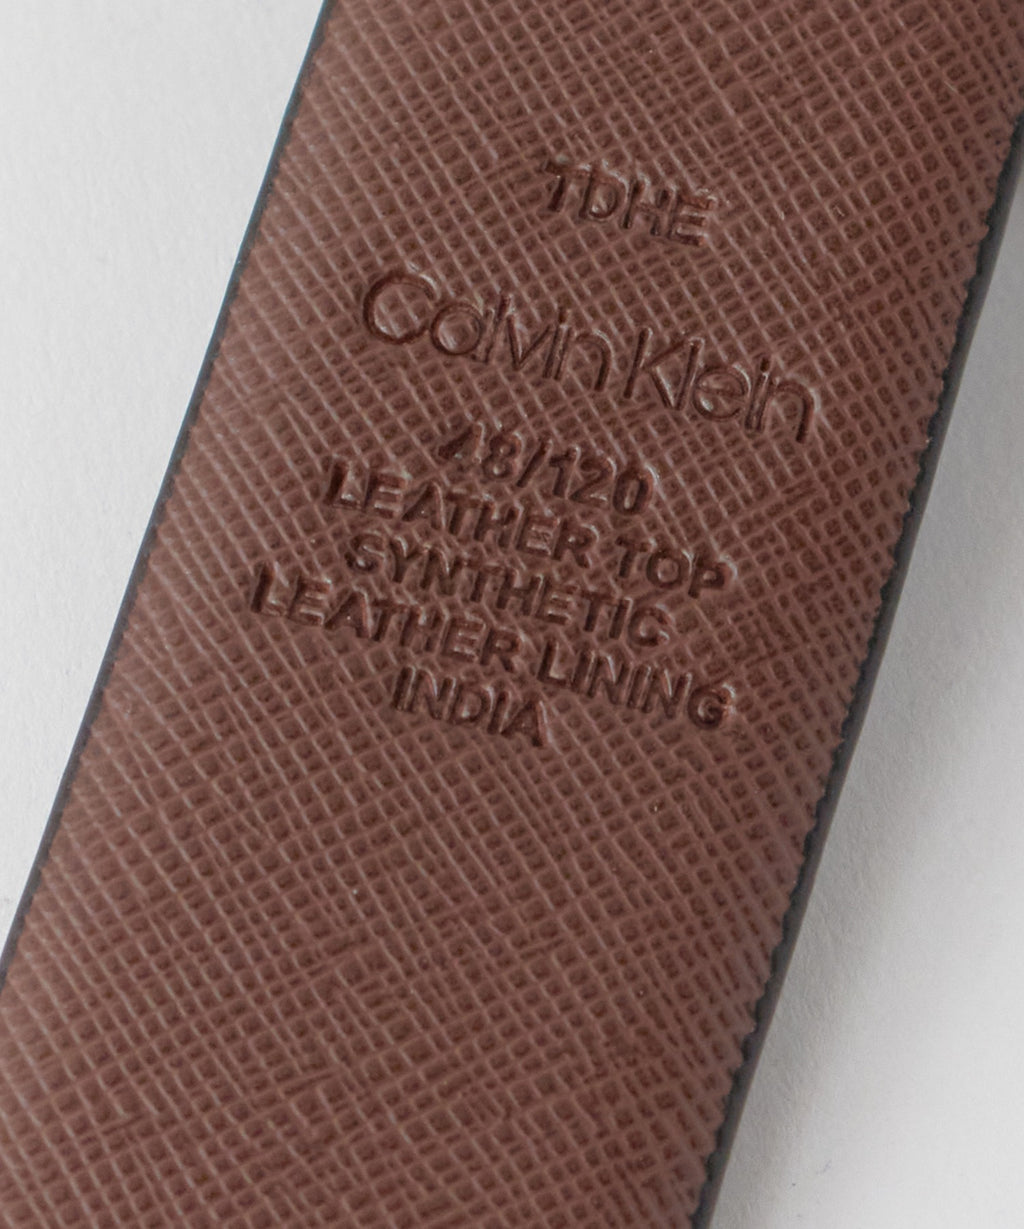 TDHE
Calvin Klein
48/120
LEATHER TOP
SYNTHETIC
LEATHER LINING
INDIA